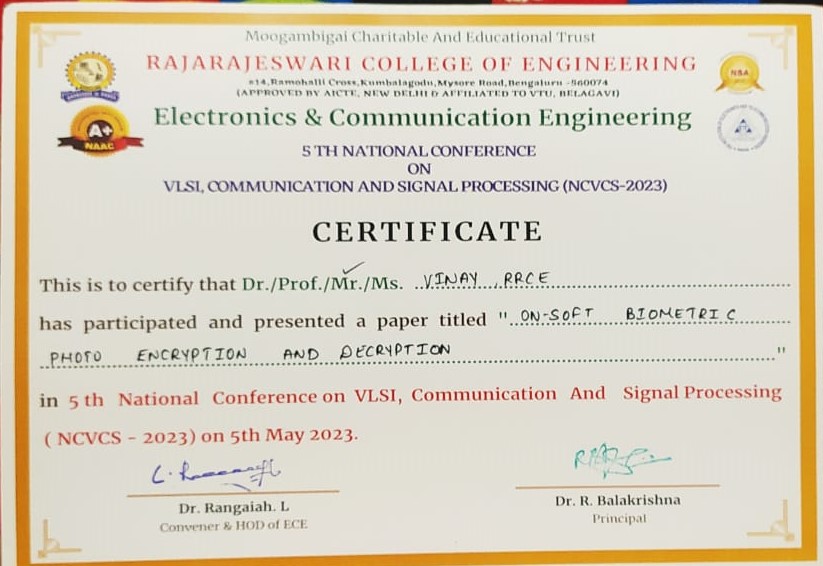 Moogambigai Charitable And Educational Trust
RAJARAJESWARI COLLEGE OF ENGINEERING
#14,Ramohalli Cross,Kumbalagodu,Mysore Road,Bengaluru -560074
(APPROVED BY AICTE, NEW DELHI & AFFILIATED TO VTU, BELAGAVI)
NBA
Electronics & Communication Engineering
A+
NAAC
5 TH NATIONAL CONFERENCE
ON
VLSI, COMMUNICATION AND SIGNAL PROCESSING (NCVCS-2023)
CERTIFICATE
This is to certify that Dr./Prof./Mr./Ms. VINAY, RRCE
has participated and presented a paper titled "ON-SOFT BIOMETRIC
PHOTO ENCRYPTION AND DECRYPTION"
in 5 th National Conference on VLSI, Communication And Signal Processing
( NCVCS - 2023) on 5th May 2023.
Dr. Rangaiah. L
Convener & HOD of ECE
Dr. R. Balakrishna
Principal